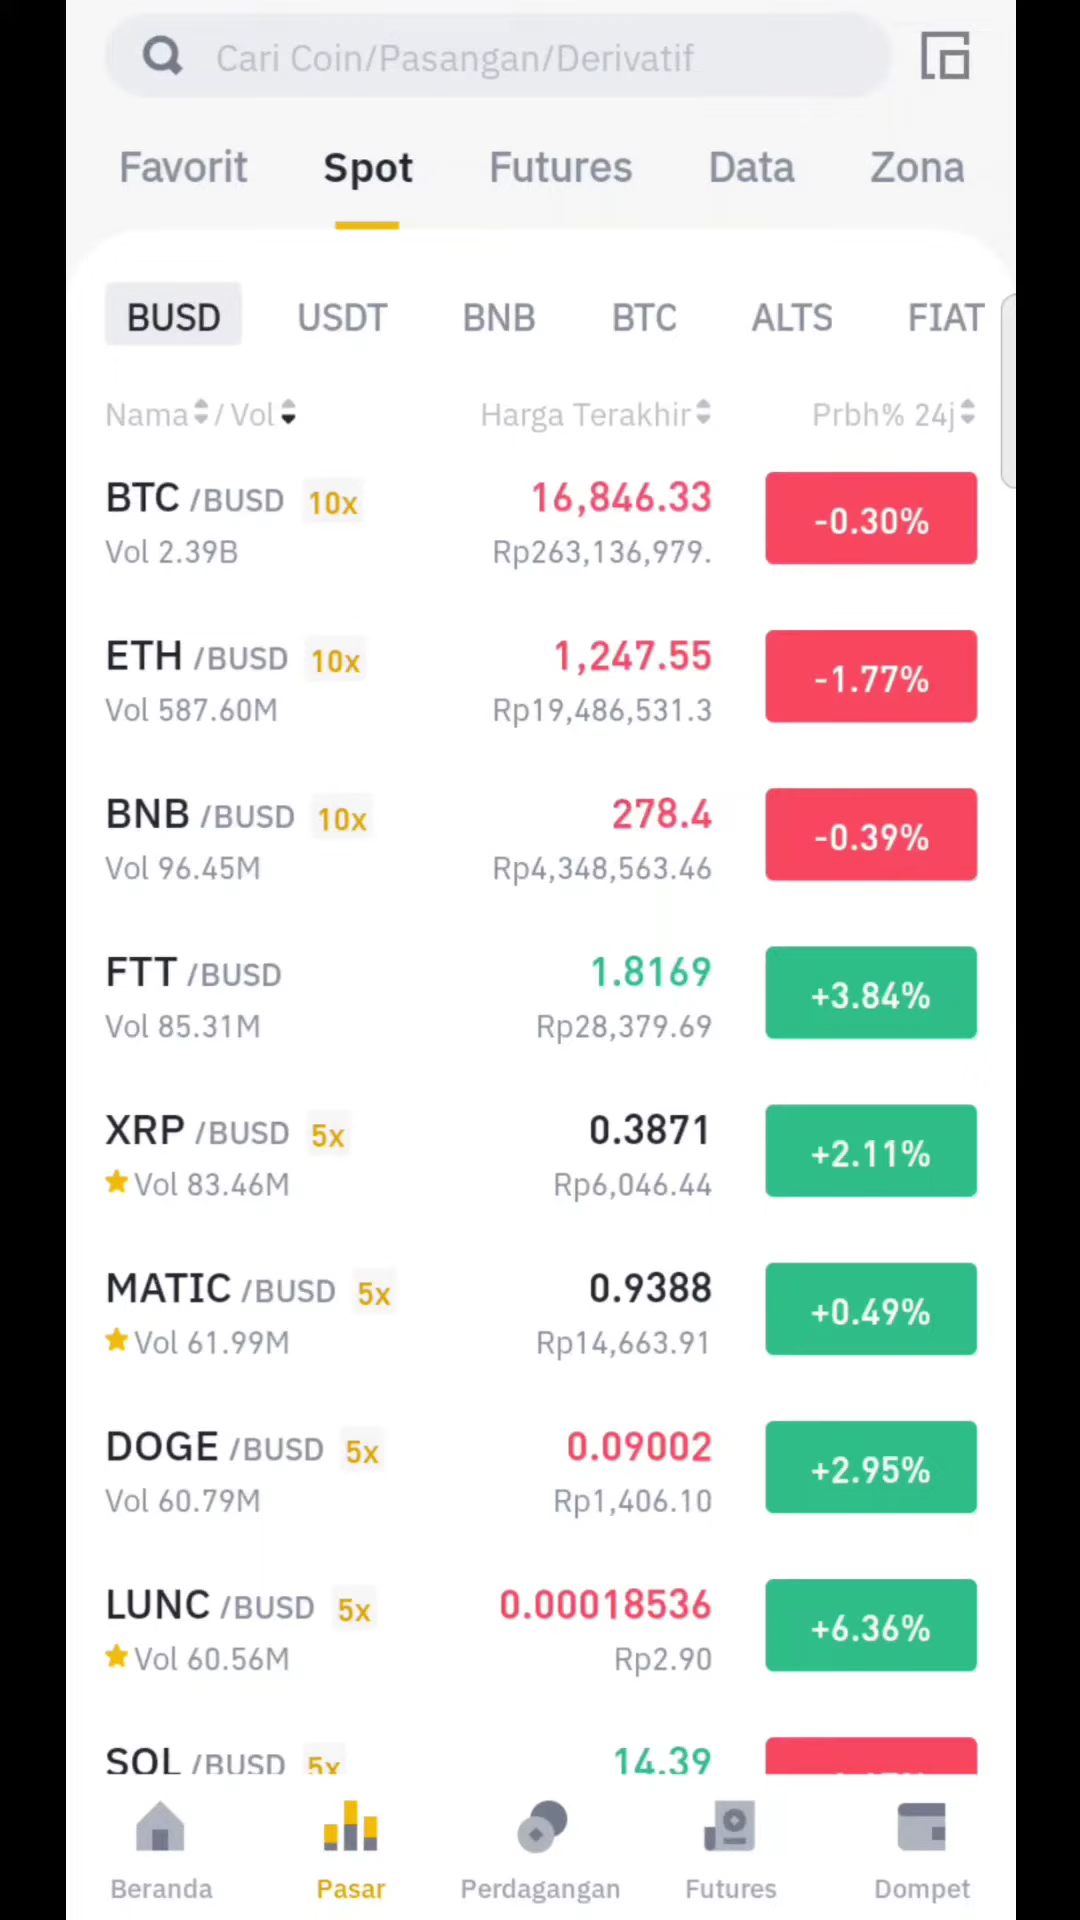 Cari Coin/Pasangan/Derivatif
Favorit Spot Futures Data Zona
BUSD USDT BNB BTC ALTS FIAT
Nama / Vol Harga Terakhir Prbh% 24j
BTC /BUSD 10x 16,846.33 -0.30%
Vol 2.39B Rp263,136,979.
ETH /BUSD 10x 1,247.55 -1.77%
Vol 587.60M Rp19,486,531.3
BNB /BUSD 10x 278.4 -0.39%
Vol 96.45M Rp4,348,563.46
FTT /BUSD 1.8169 +3.84%
Vol 85.31M Rp28,379.69
XRP /BUSD 5x 0.3871 +2.11%
Vol 83.46M Rp6,046.44
MATIC /BUSD 5x 0.9388 +0.49%
Vol 61.99M Rp14,663.91
DOGE /BUSD 5x 0.09002 +2.95%
Vol 60.79M Rp1,406.10
LUNC /BUSD 5x 0.00018536 +6.36%
Vol 60.56M Rp2.90
SOL /BUSD 5x 14.39
Beranda Pasar Perdagangan Futures Dompet